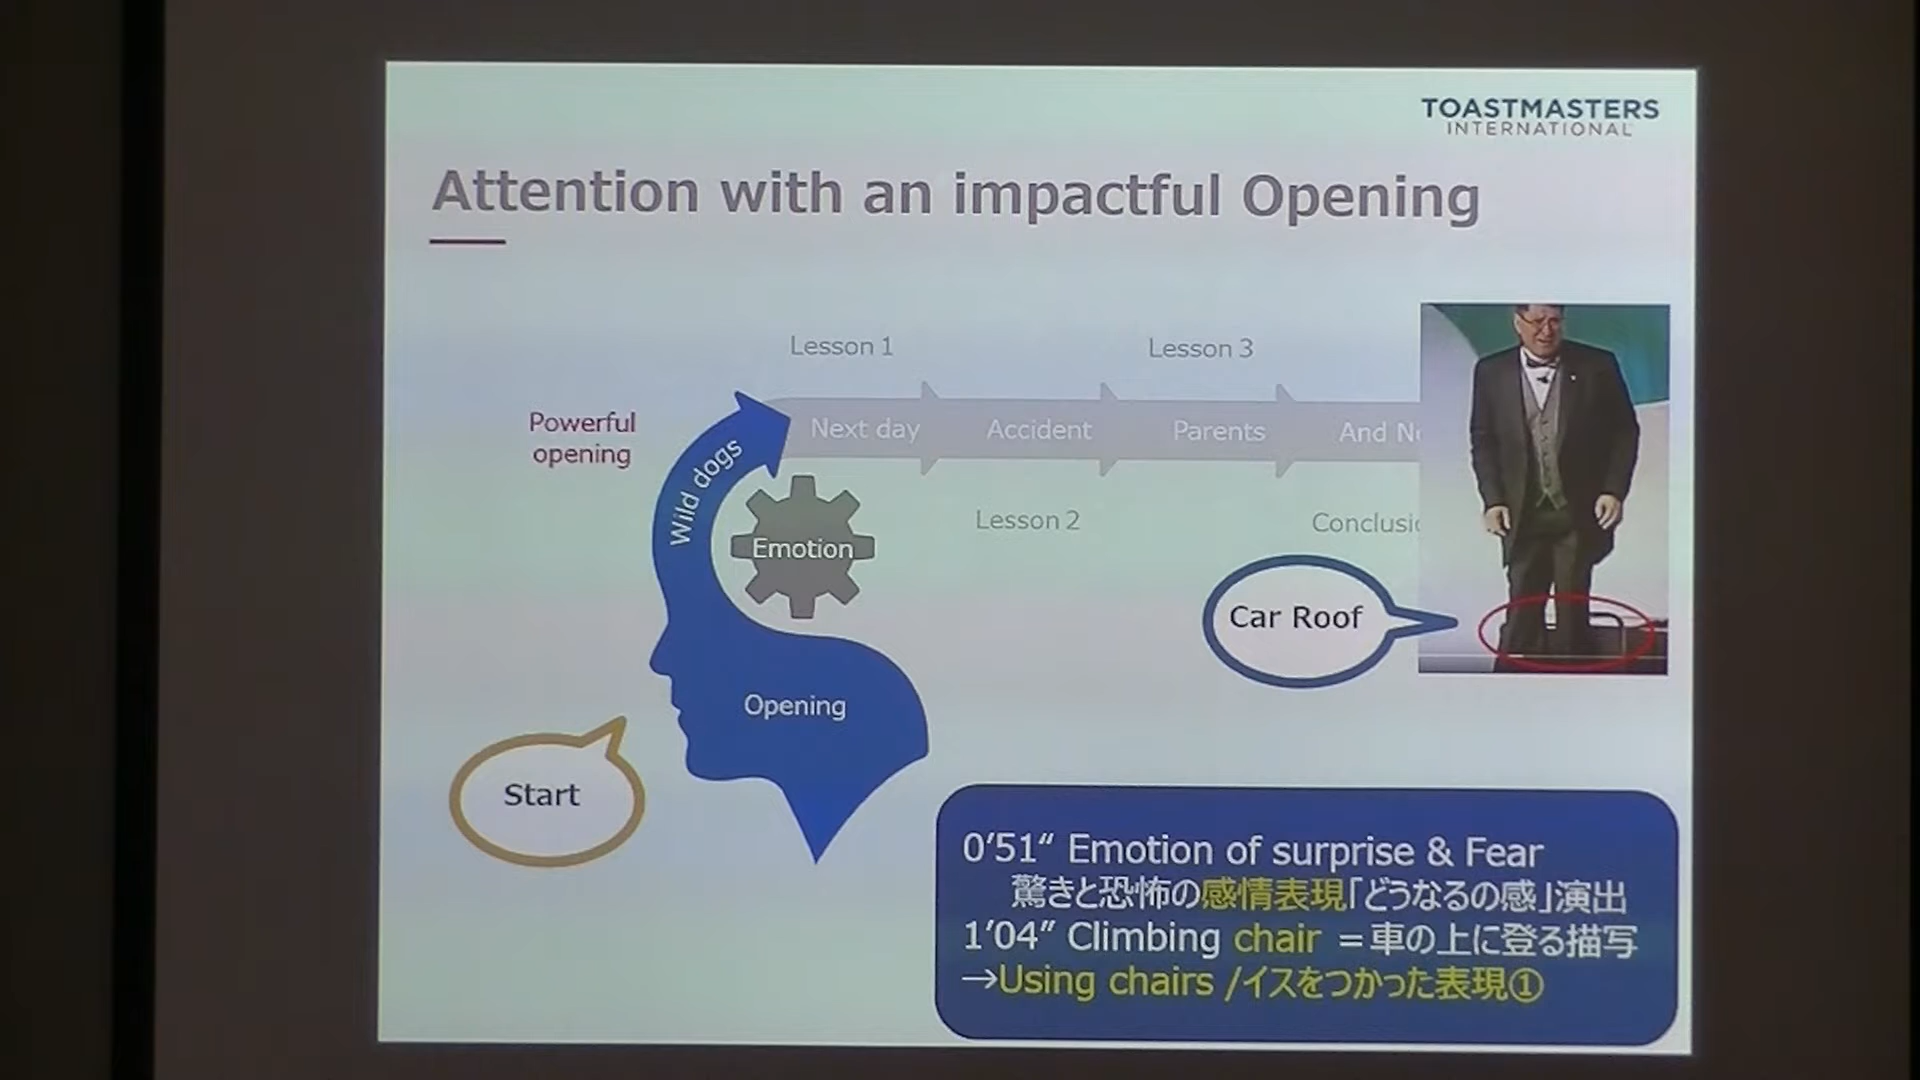 TOASTMASTERS
INTERNATIONAL
Attention with an impactful Opening
Lesson 1
Lesson 3
Powerful
opening
Wild dogs
Next day
Accident
Parents
And N
Emotion
Lesson 2
Conclusi
Car Roof
Opening
Start
0’51“ Emotion of surprise & Fear
驚きと恐怖の感情表現「どうなるの感」演出
1’04” Climbing chair =車の上に登る描写
→Using chairs /イスをつかった表現①